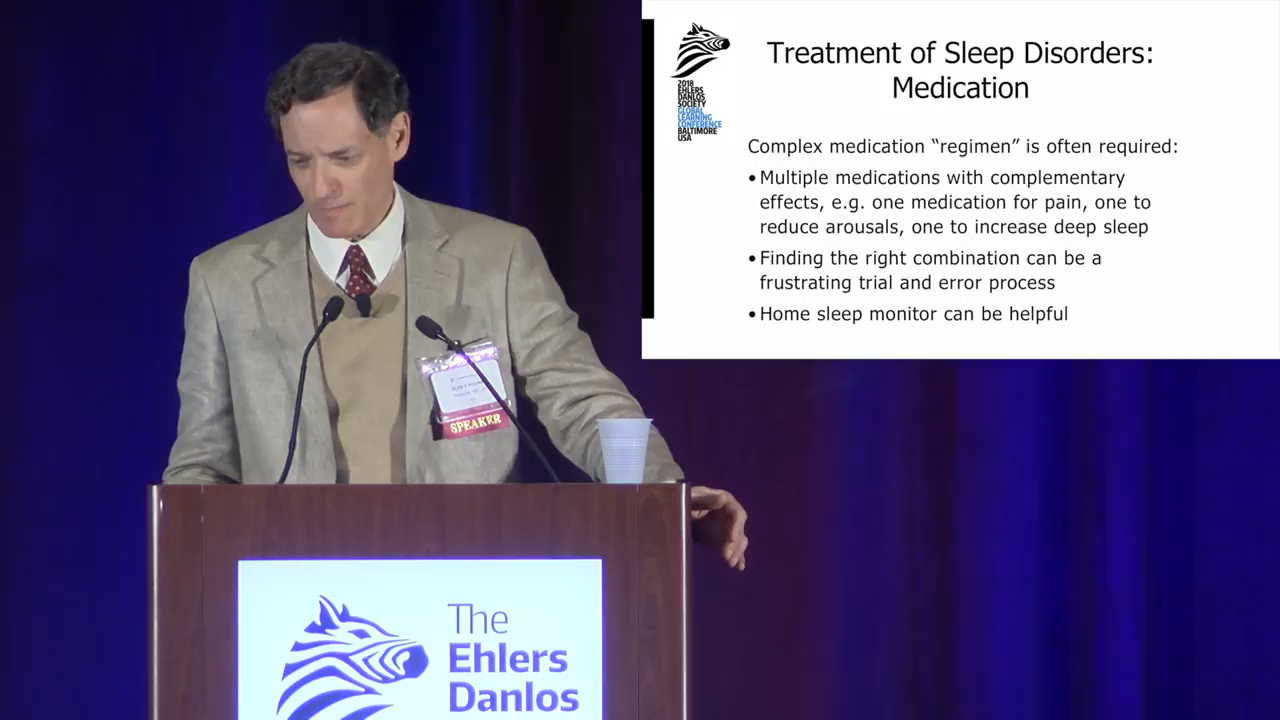 2018
EHLERS
DANLOS
SOCIETY
GLOBAL
LEARNING
CONFERENCE
BALTIMORE
USA
Treatment of Sleep Disorders:
Medication
Complex medication “regimen” is often required:
•Multiple medications with complementary
effects, e.g. one medication for pain, one to
reduce arousals, one to increase deep sleep
•Finding the right combination can be a
frustrating trial and error process
•Home sleep monitor can be helpful
SPEAKER
The
Ehlers
Danlos